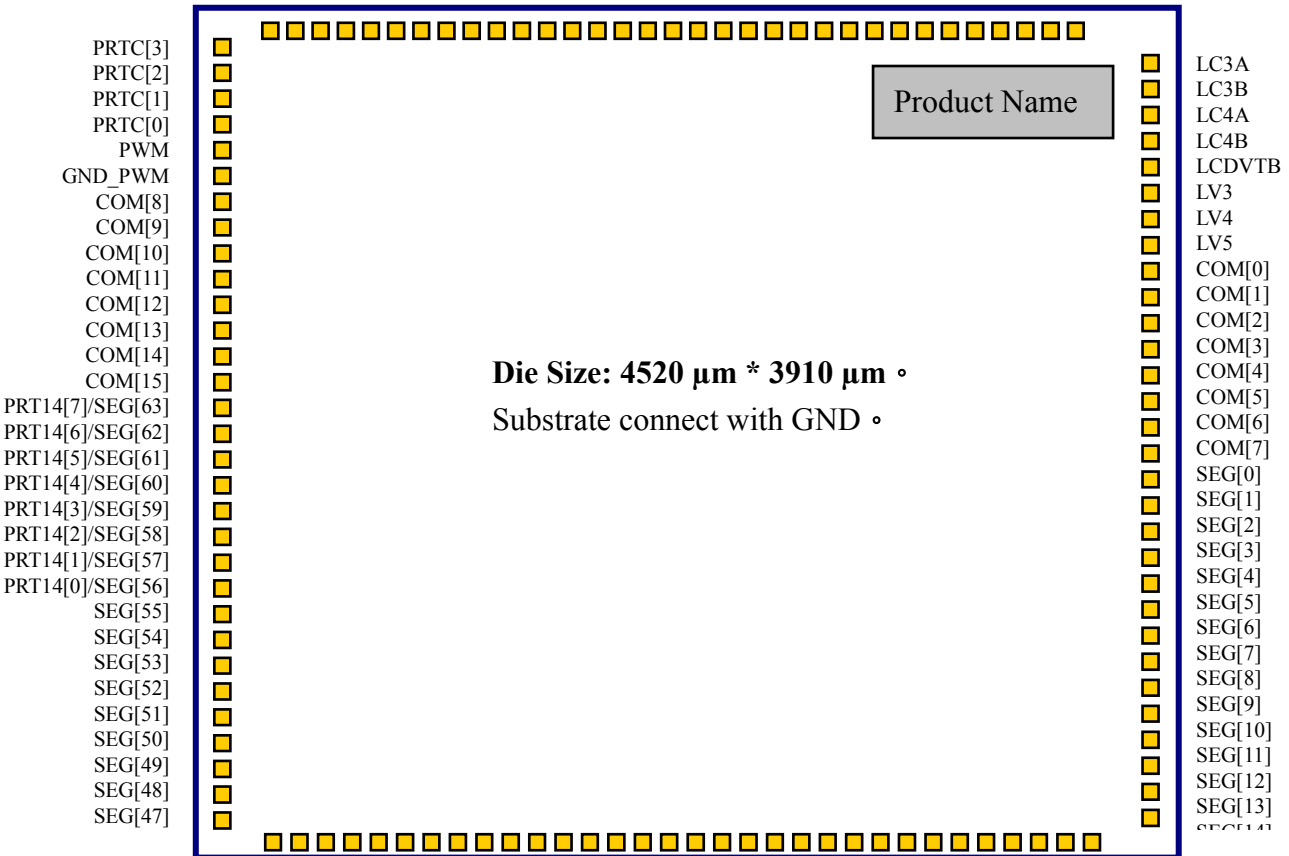 PRTC[3]
PRTC[2]
PRTC[1]
PRTC[0]
PWM
GND_PWM
COM[8]
COM[9]
COM[10]
COM[11]
COM[12]
COM[13]
COM[14]
COM[15]
PRT14[7]/SEG[63]
PRT14[6]/SEG[62]
PRT14[5]/SEG[61]
PRT14[4]/SEG[60]
PRT14[3]/SEG[59]
PRT14[2]/SEG[58]
PRT14[1]/SEG[57]
PRT14[0]/SEG[56]
SEG[55]
SEG[54]
SEG[53]
SEG[52]
SEG[51]
SEG[50]
SEG[49]
SEG[48]
SEG[47]
Product Name
Die Size: 4520 µm * 3910 µm。
Substrate connect with GND。
LC3A
LC3B
LC4A
LC4B
LCDVTB
LV3
LV4
LV5
COM[0]
COM[1]
COM[2]
COM[3]
COM[4]
COM[5]
COM[6]
COM[7]
SEG[0]
SEG[1]
SEG[2]
SEG[3]
SEG[4]
SEG[5]
SEG[6]
SEG[7]
SEG[8]
SEG[9]
SEG[10]
SEG[11]
SEG[12]
SEG[13]